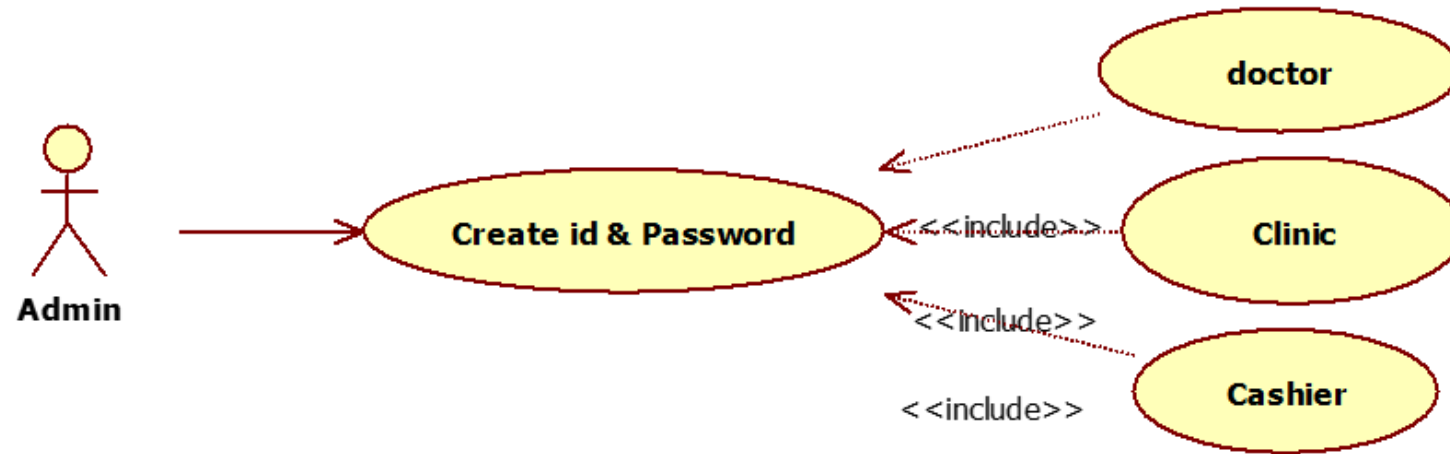 doctor
Create id & Password
<<include>>
Clinic
Admin
<<include>>
Cashier
<<include>>